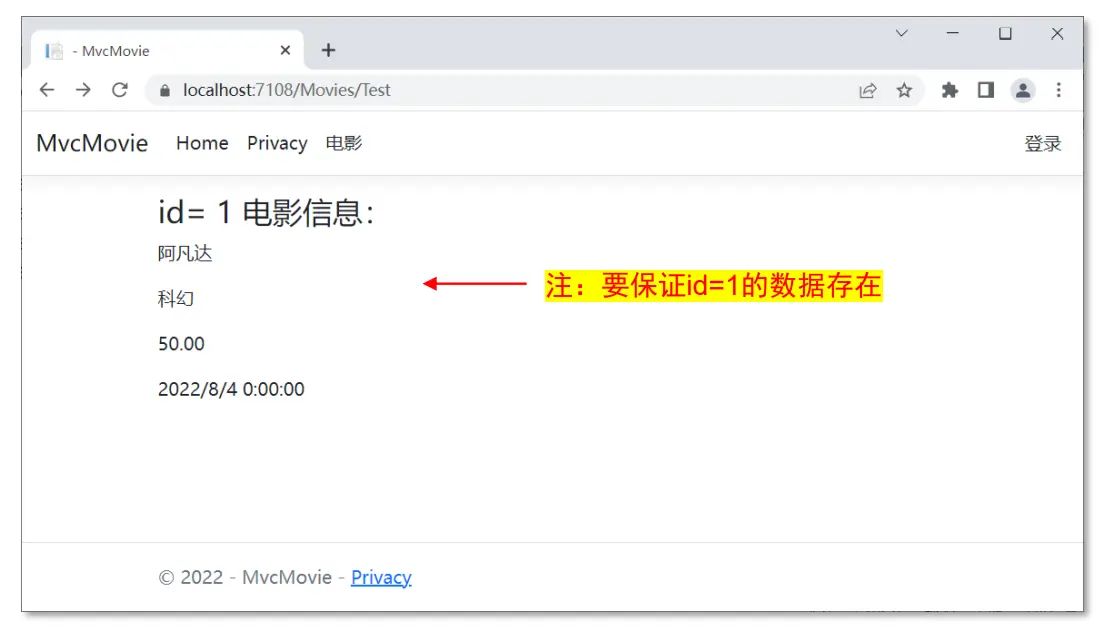 - MvcMovie
localhost:7108/Movies/Test
MvcMovie Home Privacy 电影 登录
id= 1 电影信息：
阿凡达
注：要保证id=1的数据存在
科幻
50.00
2022/8/4 0:00:00
© 2022 - MvcMovie - Privacy